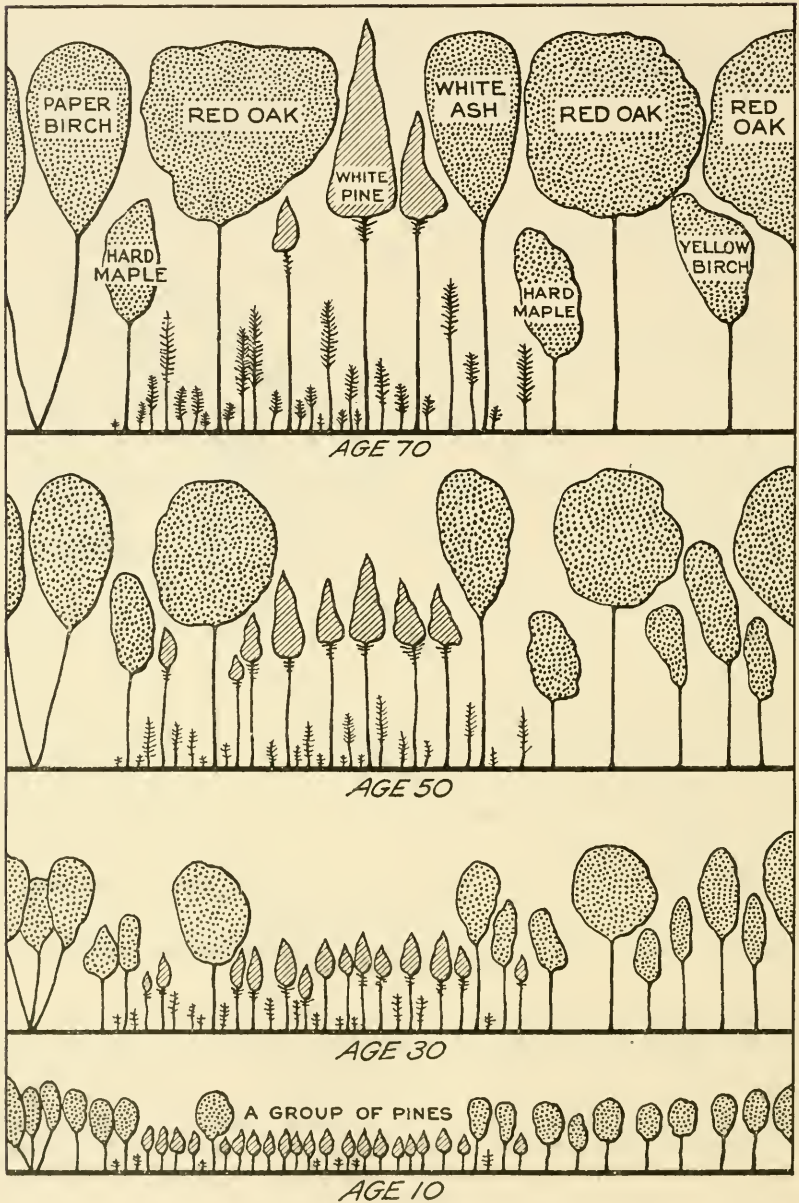 PAPER
BIRCH
RED OAK
WHITE
PINE
WHITE
ASH
RED OAK
RED
OAK
HARD
MAPLE
HARD
MAPLE
YELLOW
BIRCH
AGE 70
AGE 50
AGE 30
A GROUP OF PINES
AGE 10